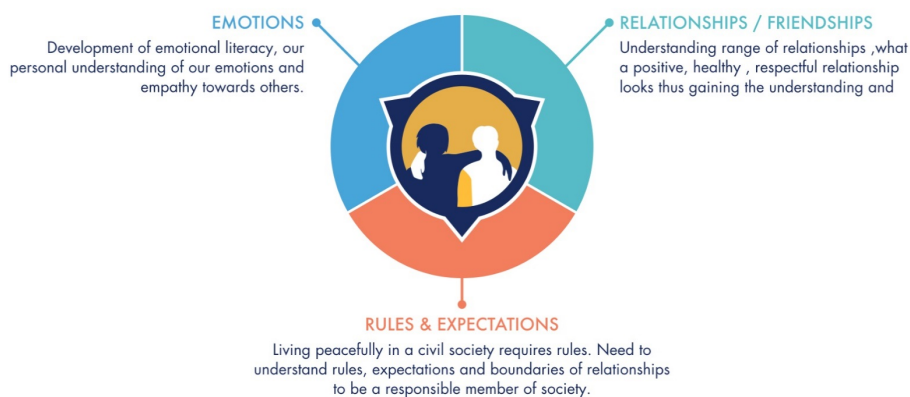 EMOTIONS
Development of emotional literacy, our
personal understanding of our emotions and
empathy towards others.
RELATIONSHIPS / FRIENDSHIPS
Understanding range of relationships ,what
a positive, healthy , respectful relationship
looks thus gaining the understanding and
RULES & EXPECTATIONS
Living peacefully in a civil society requires rules. Need to
understand rules, expectations and boundaries of relationships
to be a responsible member of society.